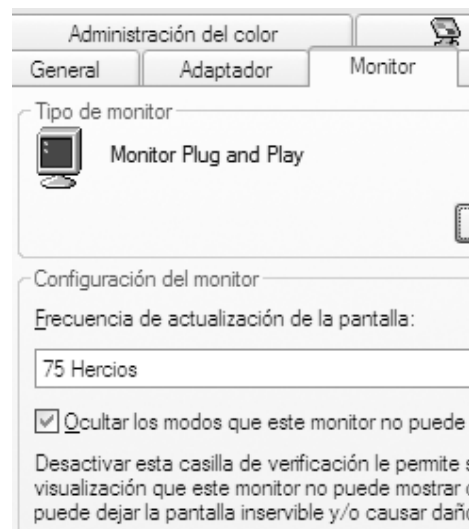 Administración del color
General
Adaptador
Monitor
Tipo de monitor
Monitor Plug and Play
Configuración del monitor
Frecuencia de actualización de la pantalla:
75 Hercios
Ocultar los modos que este monitor no puede
Desactivar esta casilla de verificación le permite
visualización que este monitor no puede mostrar
puede dejar la pantalla inservible y/o causar